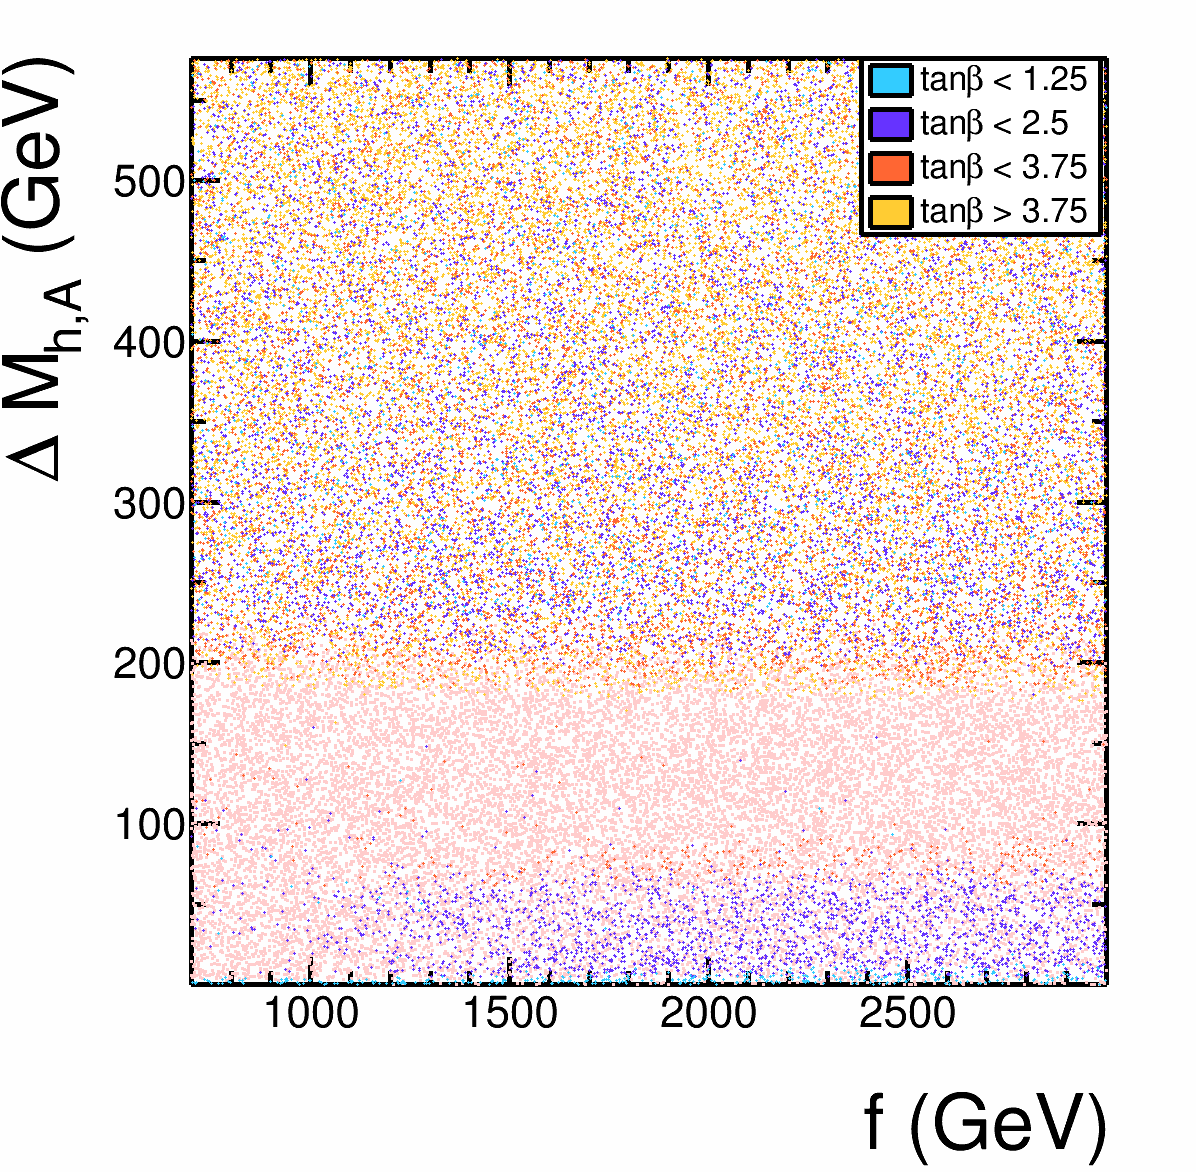 Δ M_h,A (GeV)
tanβ < 1.25
tanβ < 2.5
tanβ < 3.75
tanβ > 3.75
500
400
300
200
100
1000 1500 2000 2500
f (GeV)